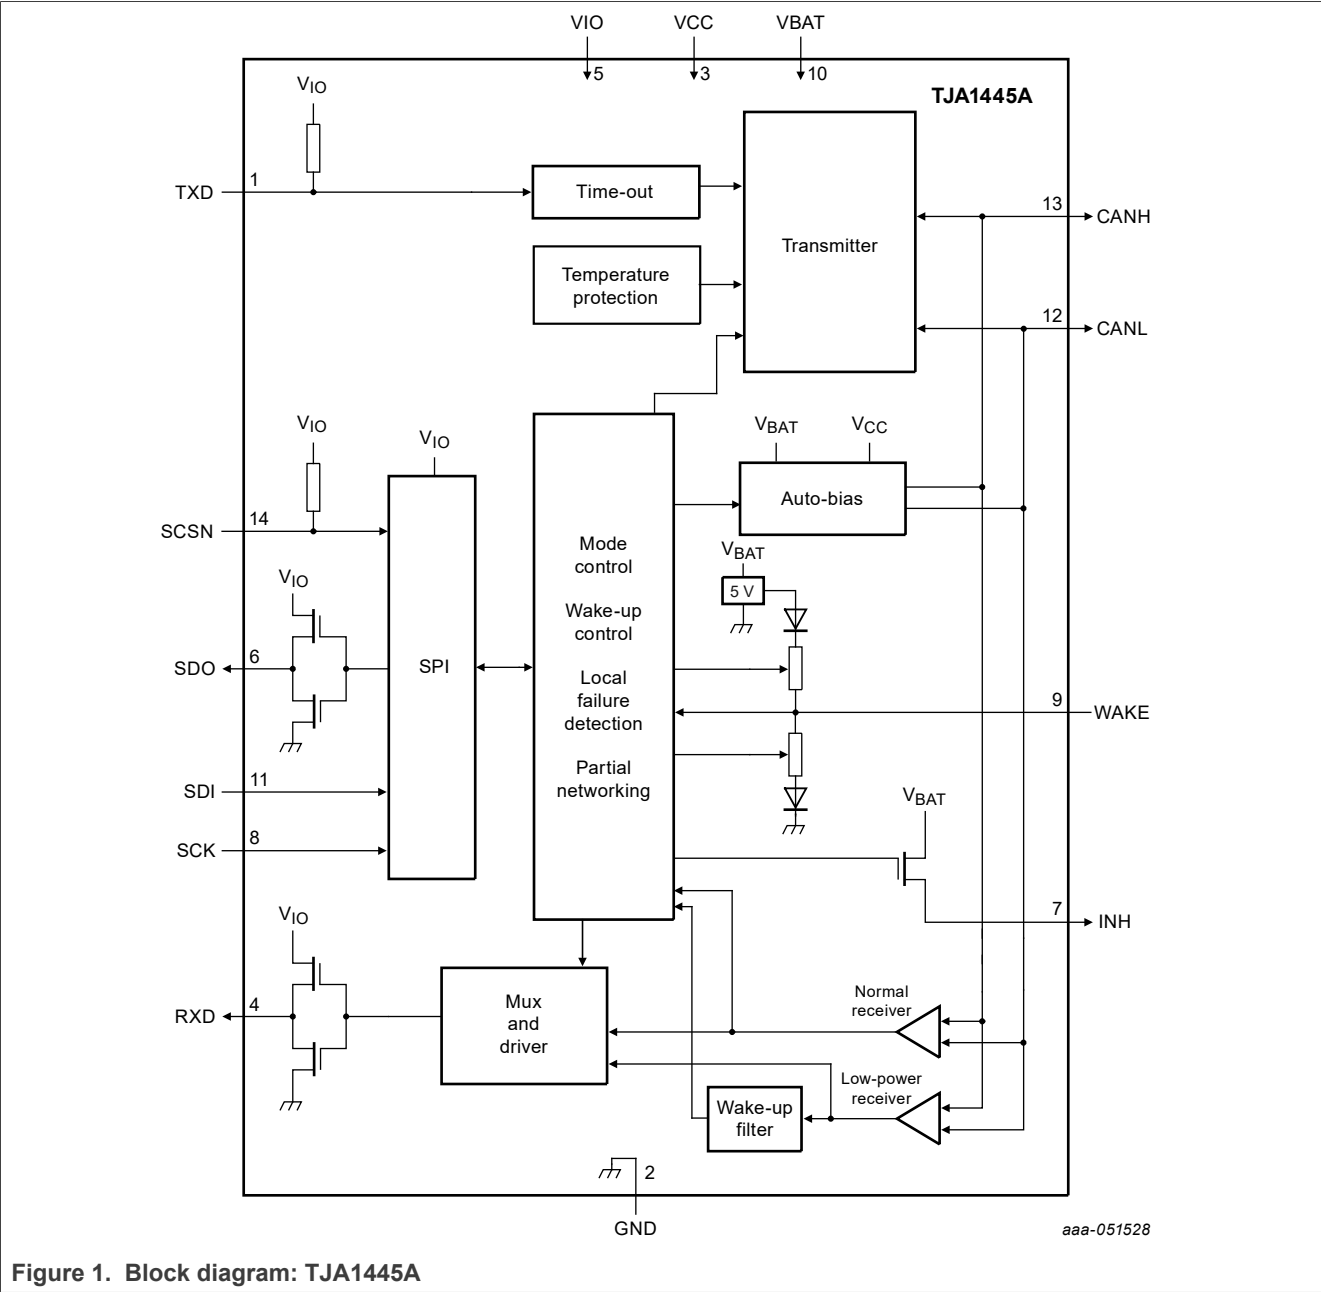 VIO
VCC
VBAT
5
3
10
TJA1445A
VIO
TXD
1
Time-out
Temperature
protection
Transmitter
13
CANH
12
CANL
VIO
VIO
SCSN
14
VIO
SDO
6
SPI
SDI
11
SCK
8
Mode
control
Wake-up
control
Local
failure
detection
Partial
networking
VBAT
VCC
Auto-bias
VBAT
5 V
9
WAKE
VBAT
7
INH
VIO
RXD
4
Mux
and
driver
Normal
receiver
Low-power
receiver
Wake-up
filter
2
GND
aaa-051528
Figure 1. Block diagram: TJA1445A